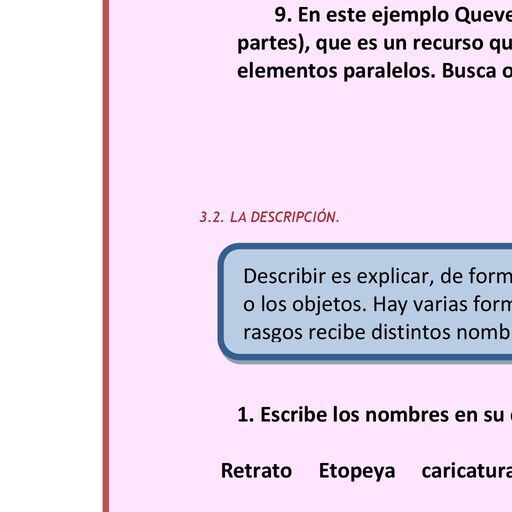 9. En este ejemplo Queve
partes), que es un recurso qu
elementos paralelos. Busca o
3.2. LA DESCRIPCIÓN.
Describir es explicar, de form
o los objetos. Hay varias form
rasgos recibe distintos nomb
1. Escribe los nombres en su
Retrato Etopeya caricatura